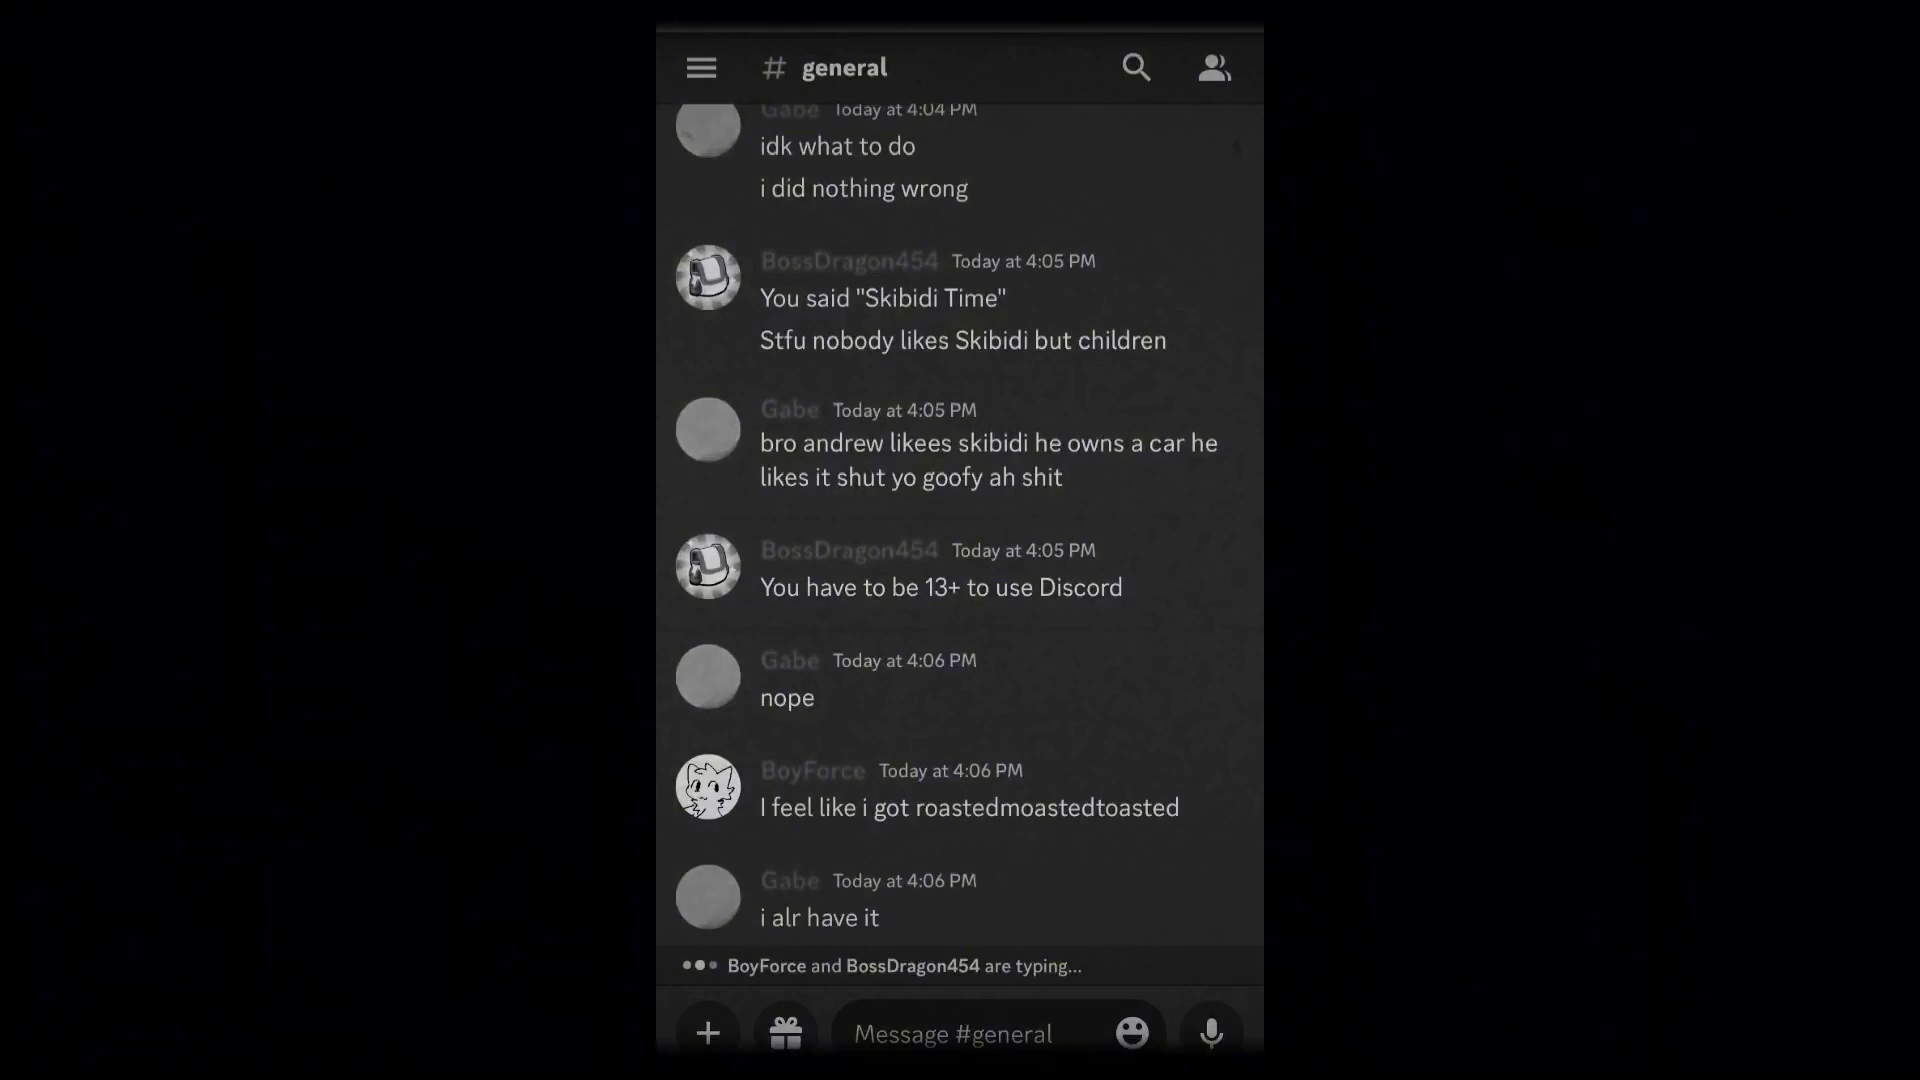 # general
Gabe Today at 4:04 PM
idk what to do
i did nothing wrong
BossDragon454 Today at 4:05 PM
You said "Skibidi Time"
Stfu nobody likes Skibidi but children
Gabe Today at 4:05 PM
bro andrew likees skibidi he owns a car he
likes it shut yo goofy ah shit
BossDragon454 Today at 4:05 PM
You have to be 13+ to use Discord
Gabe Today at 4:06 PM
nope
BoyForce Today at 4:06 PM
I feel like i got roastedmoastedtoasted
Gabe Today at 4:06 PM
i alr have it
BoyForce and BossDragon454 are typing...
Message #general